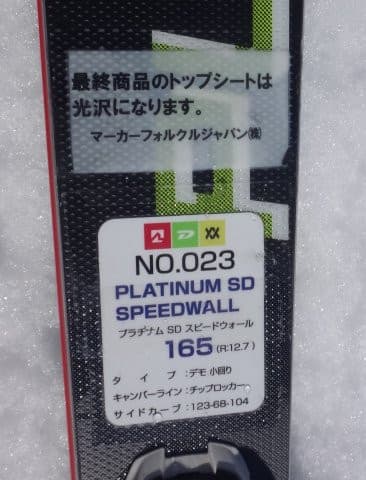 最終商品のトップシートは
光沢になります。
マーカーフォルクルジャパン㈱
NO.023
PLATINUM SD
SPEEDWALL
プラチナム SD スピードウォール
165 (R:12.7)
タイプ:デモ 小回り
キャンバーライン:チップロッカー
サイドカーブ:123-68-104